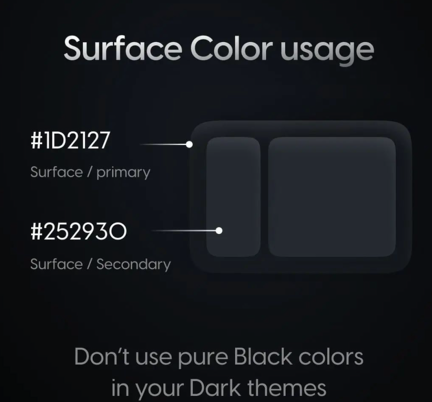 Surface Color usage
#1D2127
Surface / primary
#252930
Surface / Secondary
Don't use pure Black colors
in your Dark themes